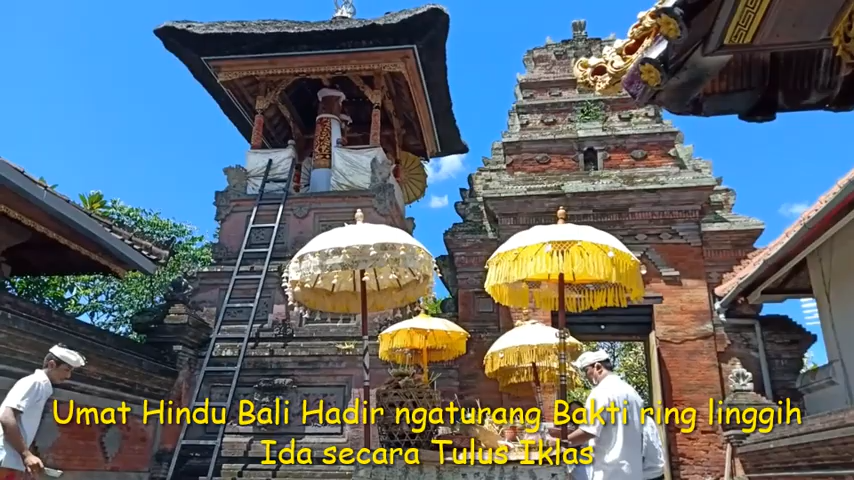 Umat Hindu Bali Hadir ngaturang Bakti ring linggih
Ida secara Tulus Iklas